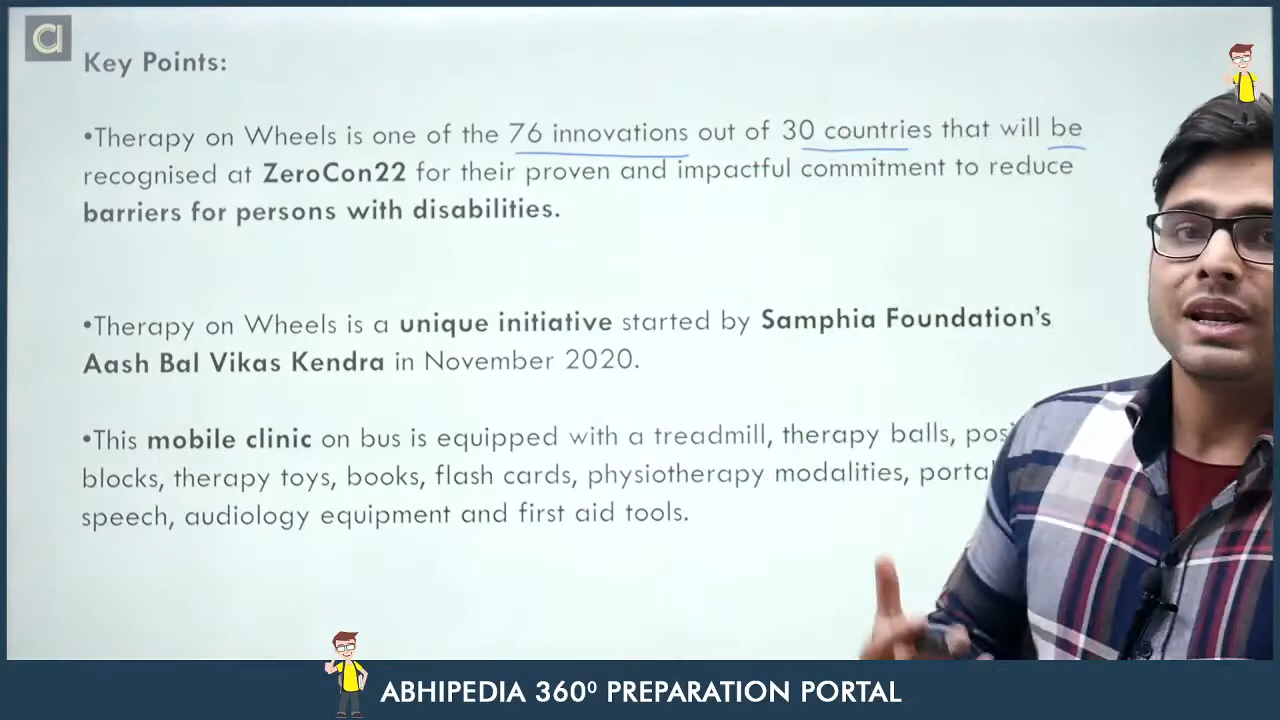 a
Key Points:
•Therapy on Wheels is one of the 76 innovations out of 30 countries that will be
recognised at ZeroCon22 for their proven and impactful commitment to reduce
barriers for persons with disabilities.
•Therapy on Wheels is a unique initiative started by Samphia Foundation's
Aash Bal Vikas Kendra in November 2020.
•This mobile clinic on bus is equipped with a treadmill, therapy balls,
blocks, therapy toys, books, flash cards, physiotherapy modalities,
speech, audiology equipment and first aid tools.
ABHIPEDIA 360⁰ PREPARATION PORTAL